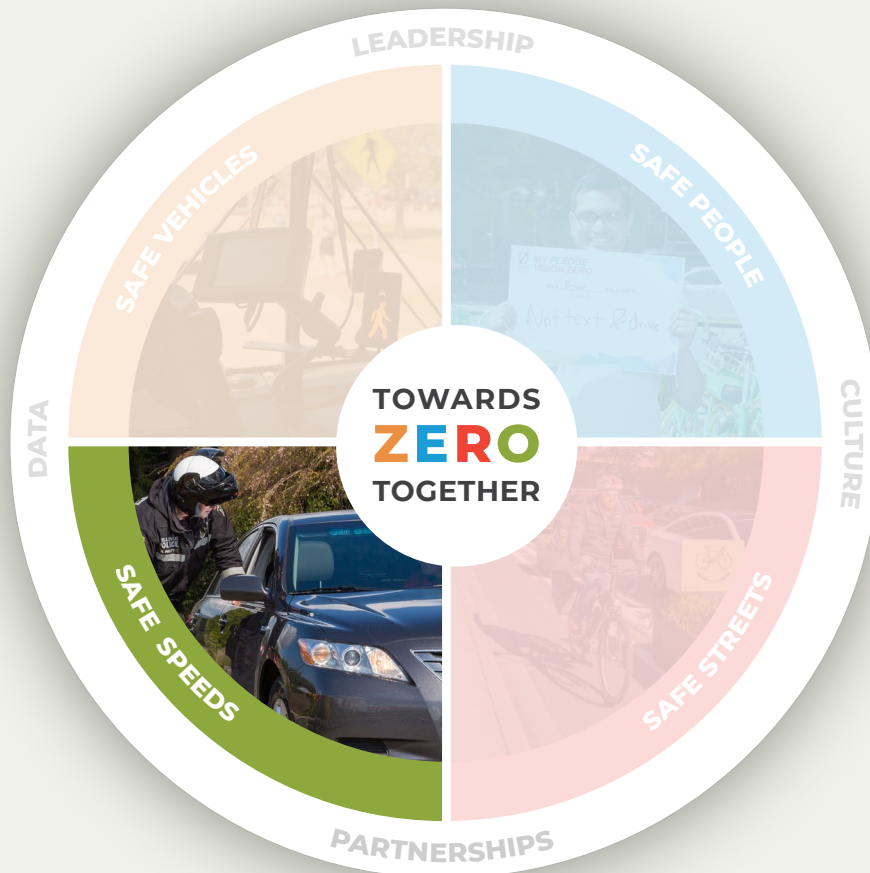 LEADERSHIP
SAFE VEHICLES
SAFE PEOPLE
MY PLEDGE
VISION ZERO
Not text & drive
DATA
CULTURE
TOWARDS
ZERO
TOGETHER
POLICE
SAFE SPEEDS
SAFE STREETS
PARTNERSHIPS